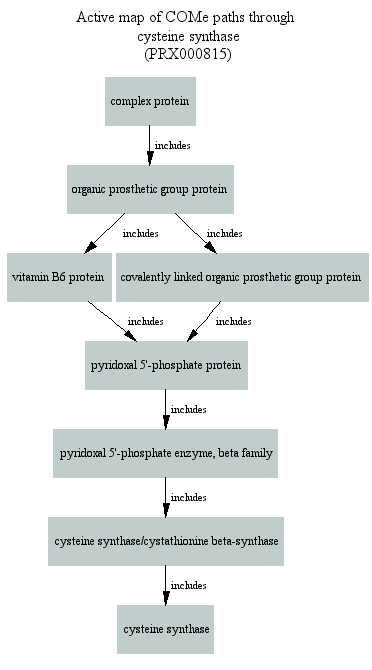 Active map of COMe paths through
cysteine synthase
(PRX000815)
complex protein
includes
organic prosthetic group protein
includes
includes
vitamin B6 protein
covalently linked organic prosthetic group protein
includes
includes
pyridoxal 5'-phosphate protein
includes
pyridoxal 5'-phosphate enzyme, beta family
includes
cysteine synthase/cystathionine beta-synthase
includes
cysteine synthase